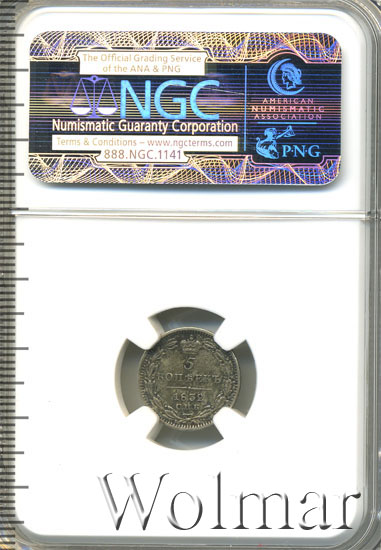 The Official Grading Service
of the ANA & PNG
NGC
Numismatic Guaranty Corporation
Terms & Conditions – www.ngcterms.com
888.NGC.1141
AMERICAN
NUMISMATIC
ASSOCIATION
PNG
5
КОПѢЕКЪ
С.П.Б.
Wolmar